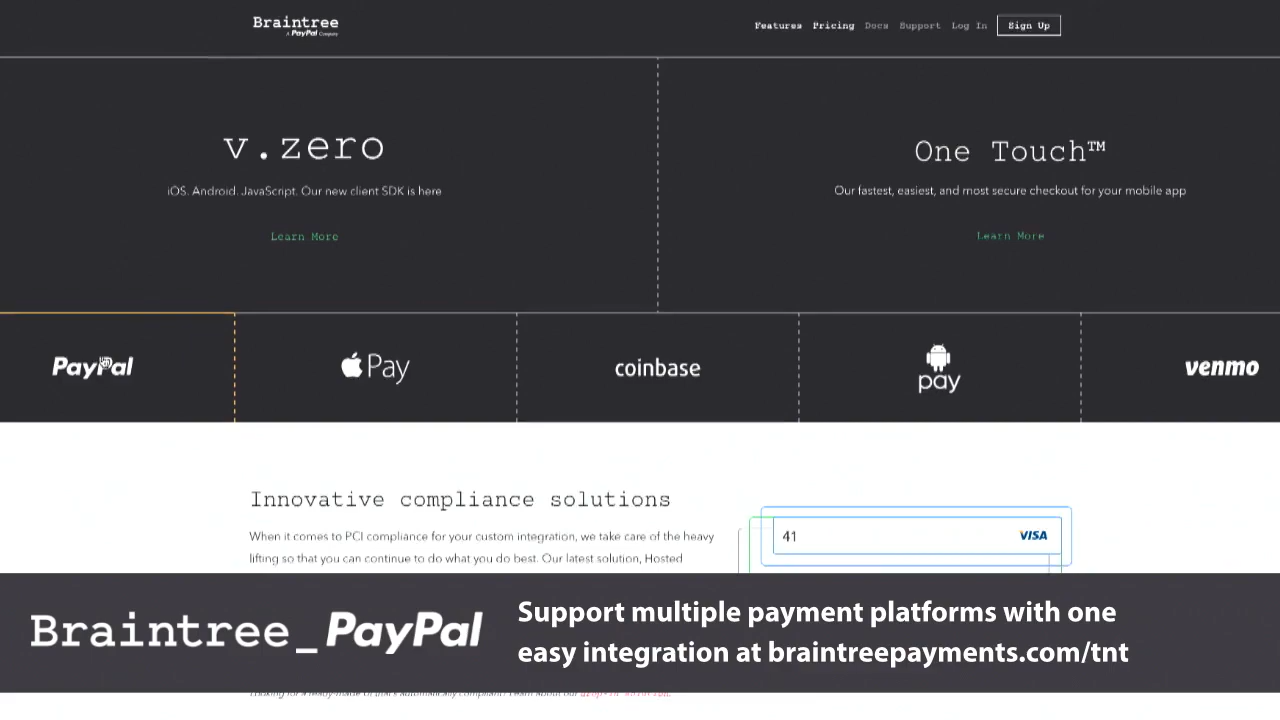 Braintree
A PayPal Company
Features Pricing Docs Support Log In Sign Up
v.zero
iOS. Android. JavaScript. Our new client SDK is here
Learn More
One Touch™
Our fastest, easiest, and most secure checkout for your mobile app
Learn More
PayPal
Pay
coinbase
pay
venmo
Innovative compliance solutions
When it comes to PCI compliance for your custom integration, we take care of the heavy
lifting so that you can continue to do what you do best. Our latest solution, Hosted
41 VISA
Braintree_PayPal
Support multiple payment platforms with one
easy integration at braintreepayments.com/tnt